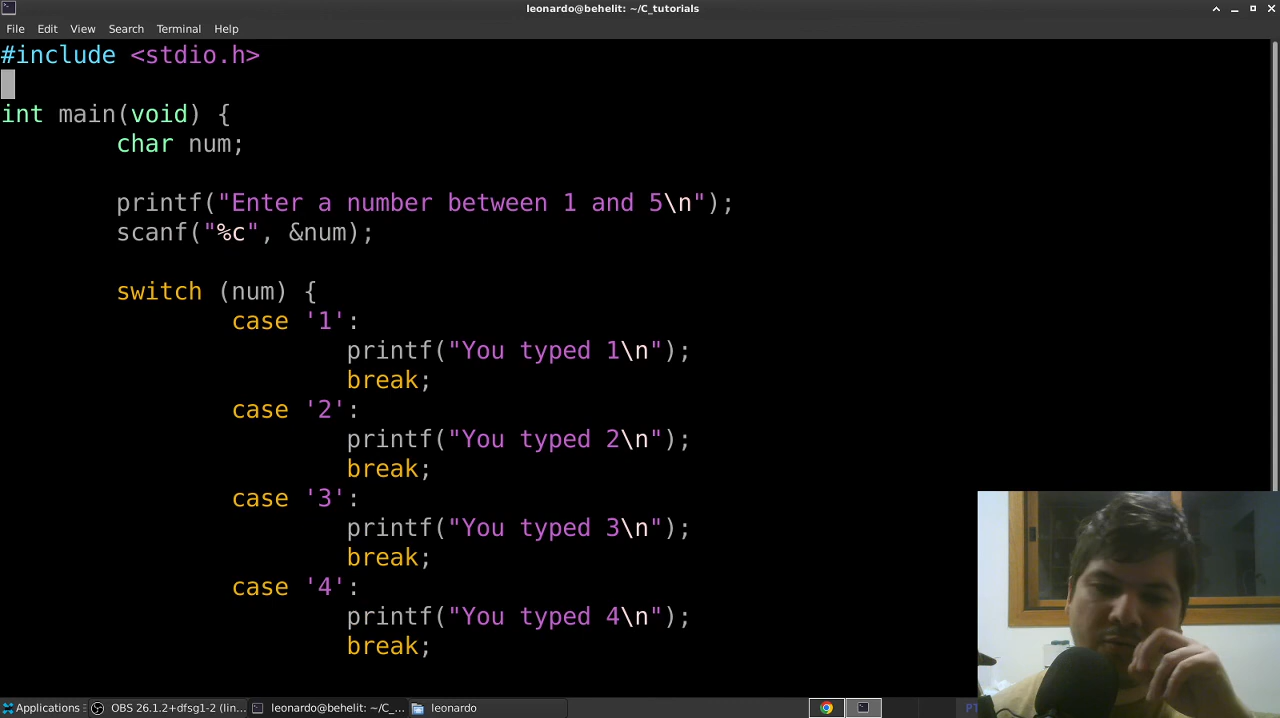 leonardo@behelit: ~/C_tutorials
File Edit View Search Terminal Help
#include <stdio.h>
int main(void) {
char num;
printf("Enter a number between 1 and 5\n");
scanf("%c", &num);
switch (num) {
case '1':
printf("You typed 1\n");
break;
case '2':
printf("You typed 2\n");
break;
case '3':
printf("You typed 3\n");
break;
case '4':
printf("You typed 4\n");
break;
Applications OBS 26.1.2+dfsg1-2 (lin... leonardo@behelit: ~/C_... leonardo PT